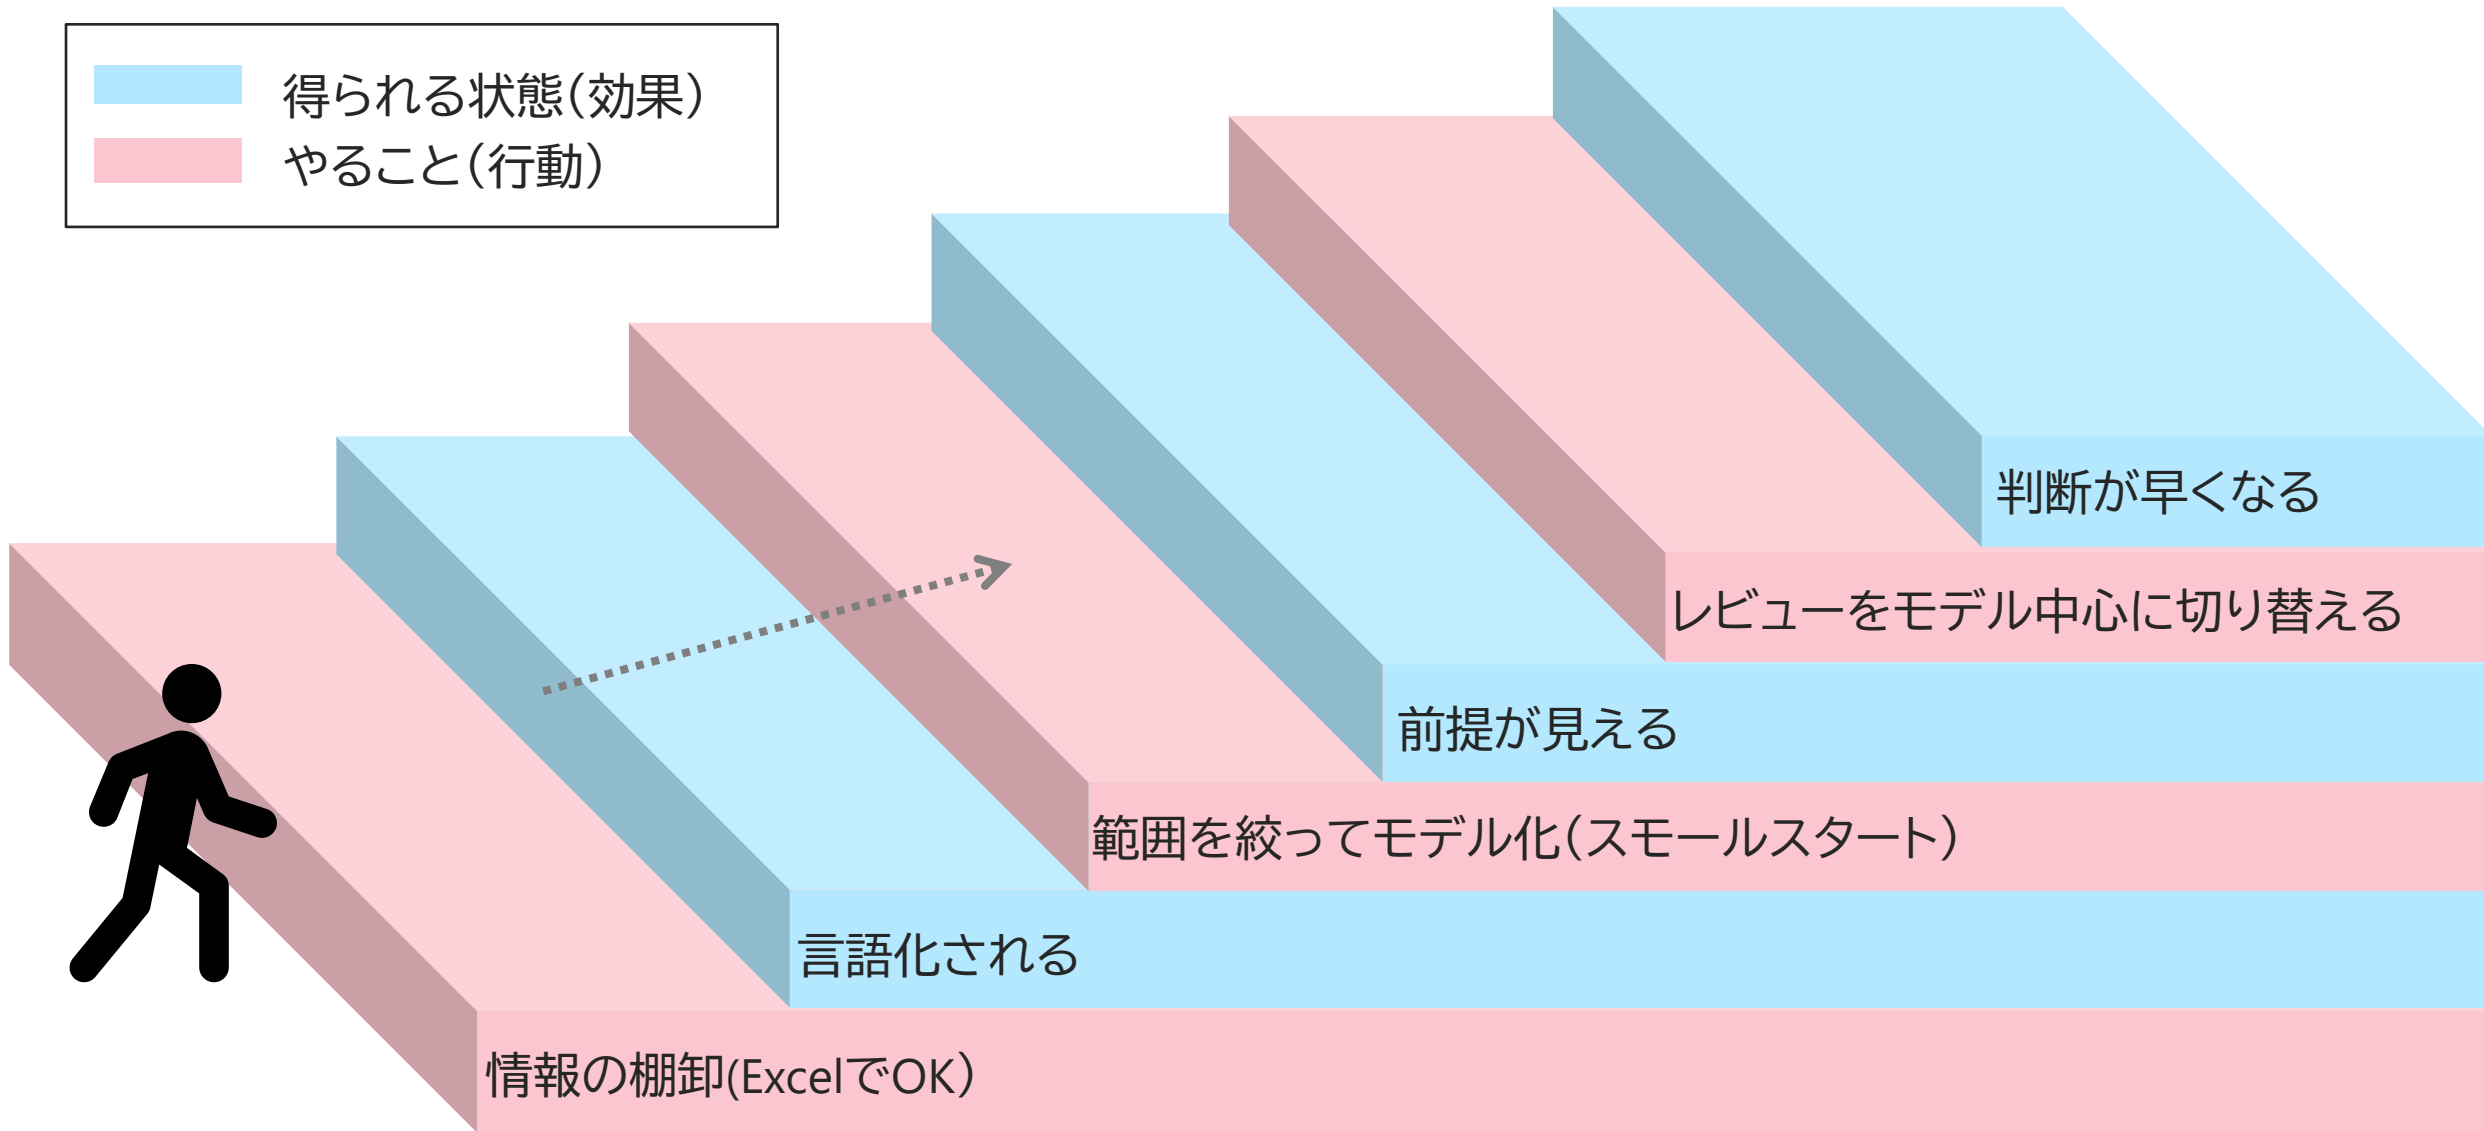 得られる状態（効果）
やること（行動）
判断が早くなる
レビューをモデル中心に切り替える
前提が見える
範囲を絞ってモデル化（スモールスタート）
言語化される
情報の棚卸(ExcelでOK）